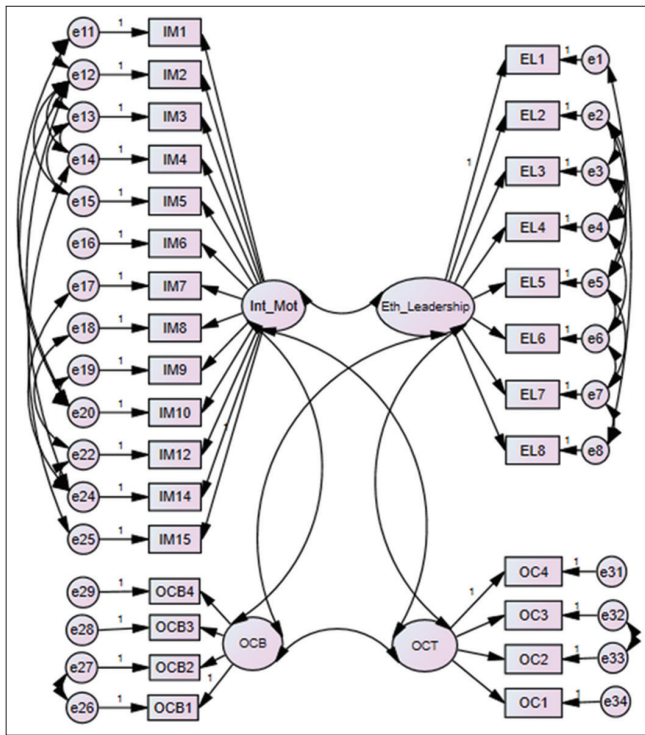 e11 1 IM1
e12 1 IM2
e13 1 IM3
e14 1 IM4
e15 1 IM5
e16 1 IM6
e17 1 IM7
e18 1 IM8
e19 1 IM9
e20 1 IM10
e22 1 IM12
e24 1 IM14
e25 1 IM15
1
Int_Mot
Eth_Leadership
1
EL1 1 e1
EL2 1 e2
EL3 1 e3
EL4 1 e4
EL5 1 e5
EL6 1 e6
EL7 1 e7
EL8 1 e8
e29 1 OCB4
e28 1 OCB3
e27 1 OCB2
e26 1 OCB1
1
OCB
OCT
1
OC4 1 e31
OC3 1 e32
OC2 1 e33
OC1 1 e34